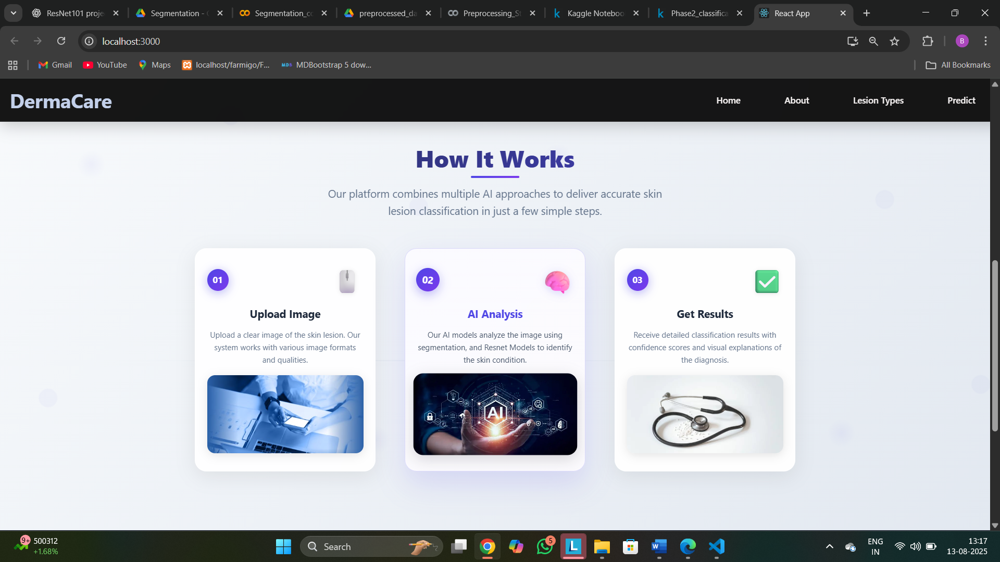 ResNet101 proje
Segmentation - C
Segmentation_cc
preprocessed_da
Preprocessing_St
Kaggle Noteboo
Phase2_classifica
React App
localhost:3000
B
Gmail
YouTube
Maps
localhost/farmigo/F...
MDB
MDBootstrap 5 dow...
All Bookmarks
DermaCare
Home
About
Lesion Types
Predict
How It Works
Our platform combines multiple AI approaches to deliver accurate skin
lesion classification in just a few simple steps.
01
Upload Image
Upload a clear image of the skin lesion. Our
system works with various image formats
and qualities.
02
AI Analysis
Our AI models analyze the image using
segmentation, and Resnet Models to identify
the skin condition.
AI
03
Get Results
Receive detailed classification results with
confidence scores and visual explanations of
the diagnosis.
9+
500312
+1.68%
Search
5
L
W
ENG
IN
13:17
13-08-2025